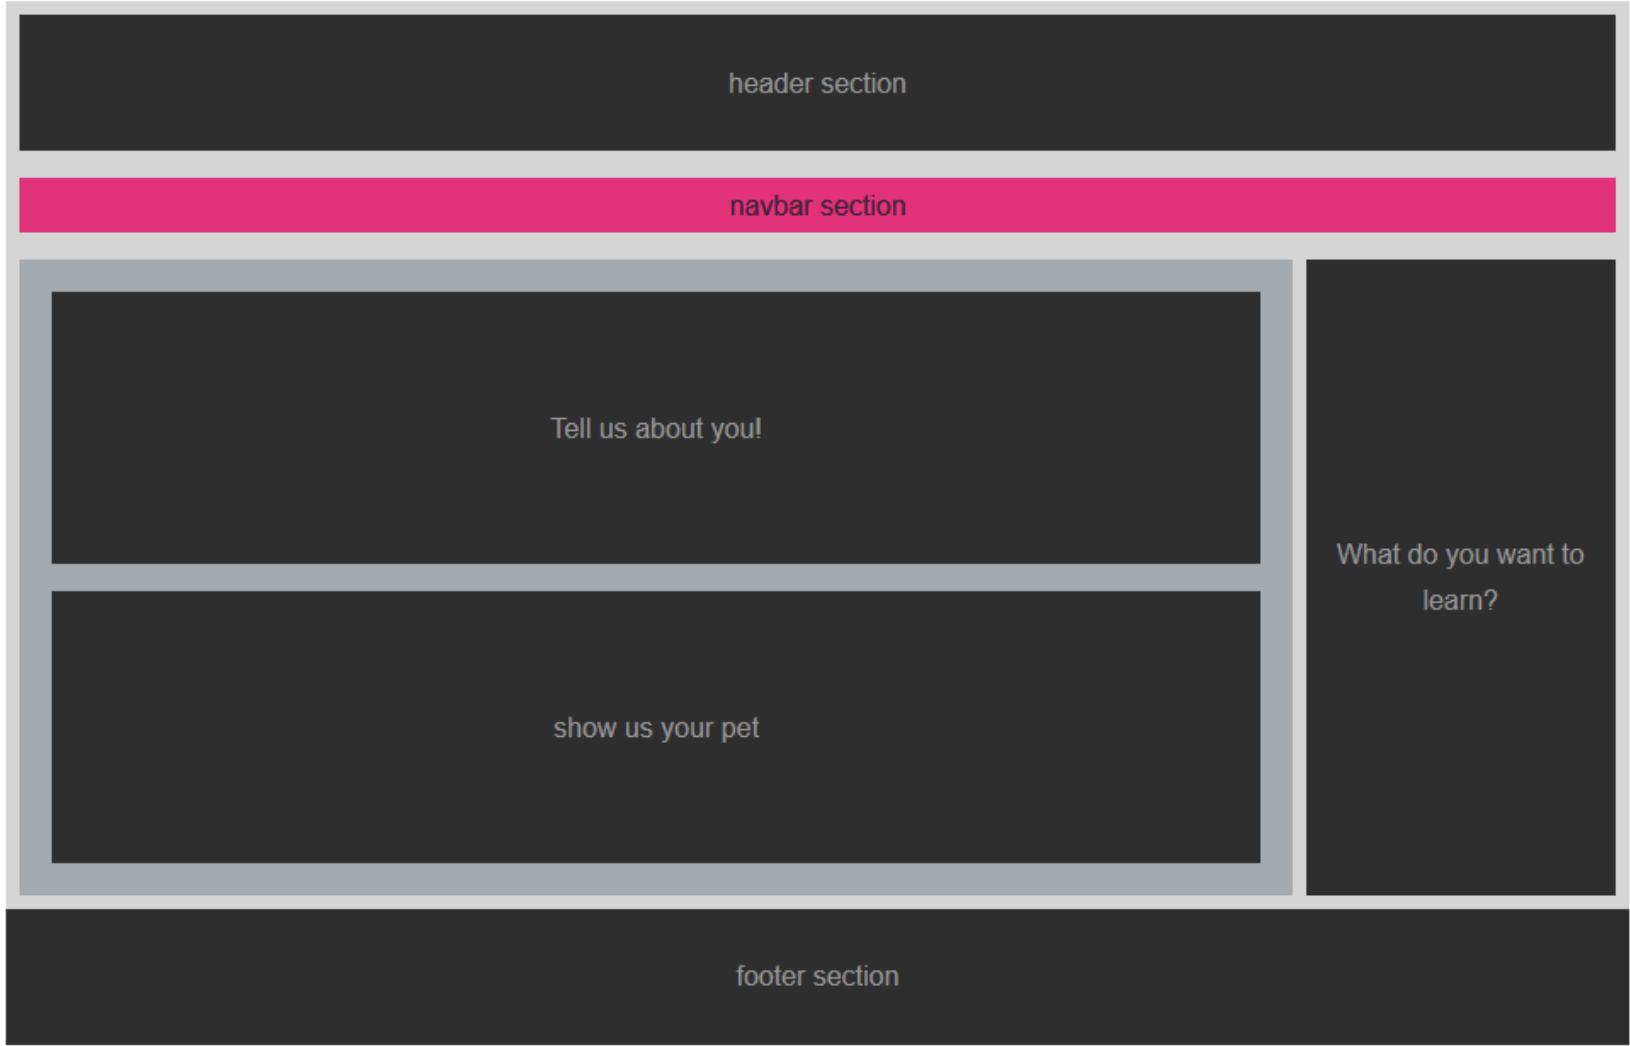 header section
navbar section
Tell us about you!
show us your pet
What do you want to
learn?
footer section